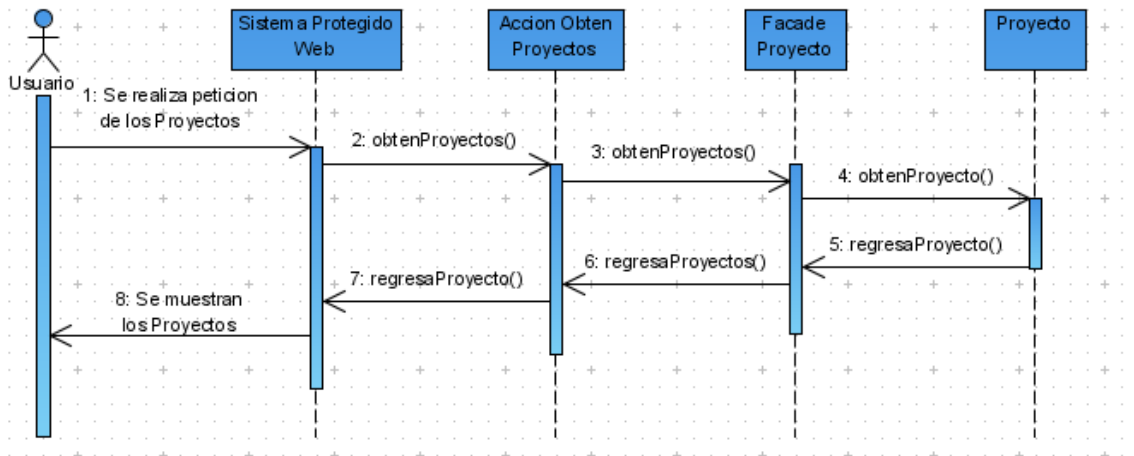 Sistema Protegido
Web
Accion Obten
Proyectos
Facade
Proyecto
Proyecto
Usuario
1: Se realiza peticion
de los Proyectos
2: obtenProyectos()
3: obtenProyectos()
4: obtenProyecto()
5: regresaProyecto()
6: regresaProyectos()
7: regresaProyecto()
8: Se muestran
los Proyectos